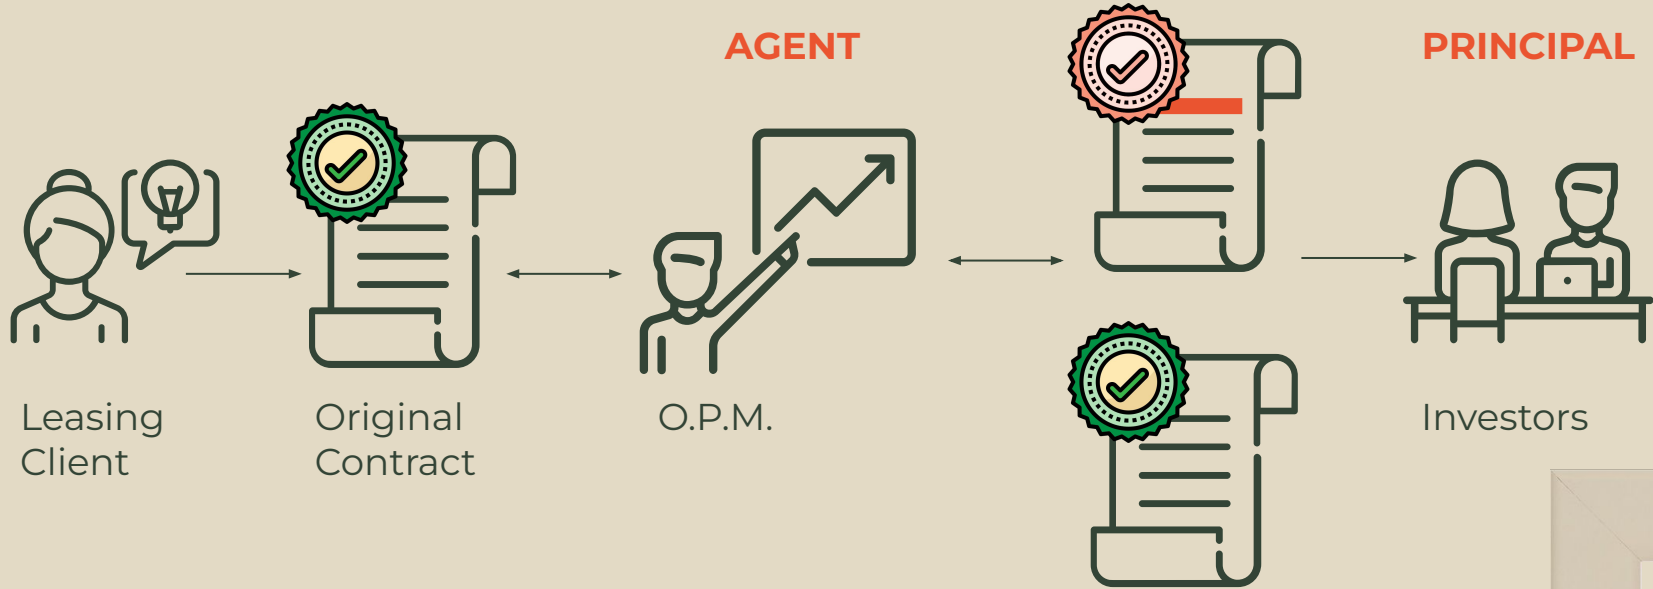 AGENT
PRINCIPAL
Leasing
Client
Original
Contract
O.P.M.
Investors